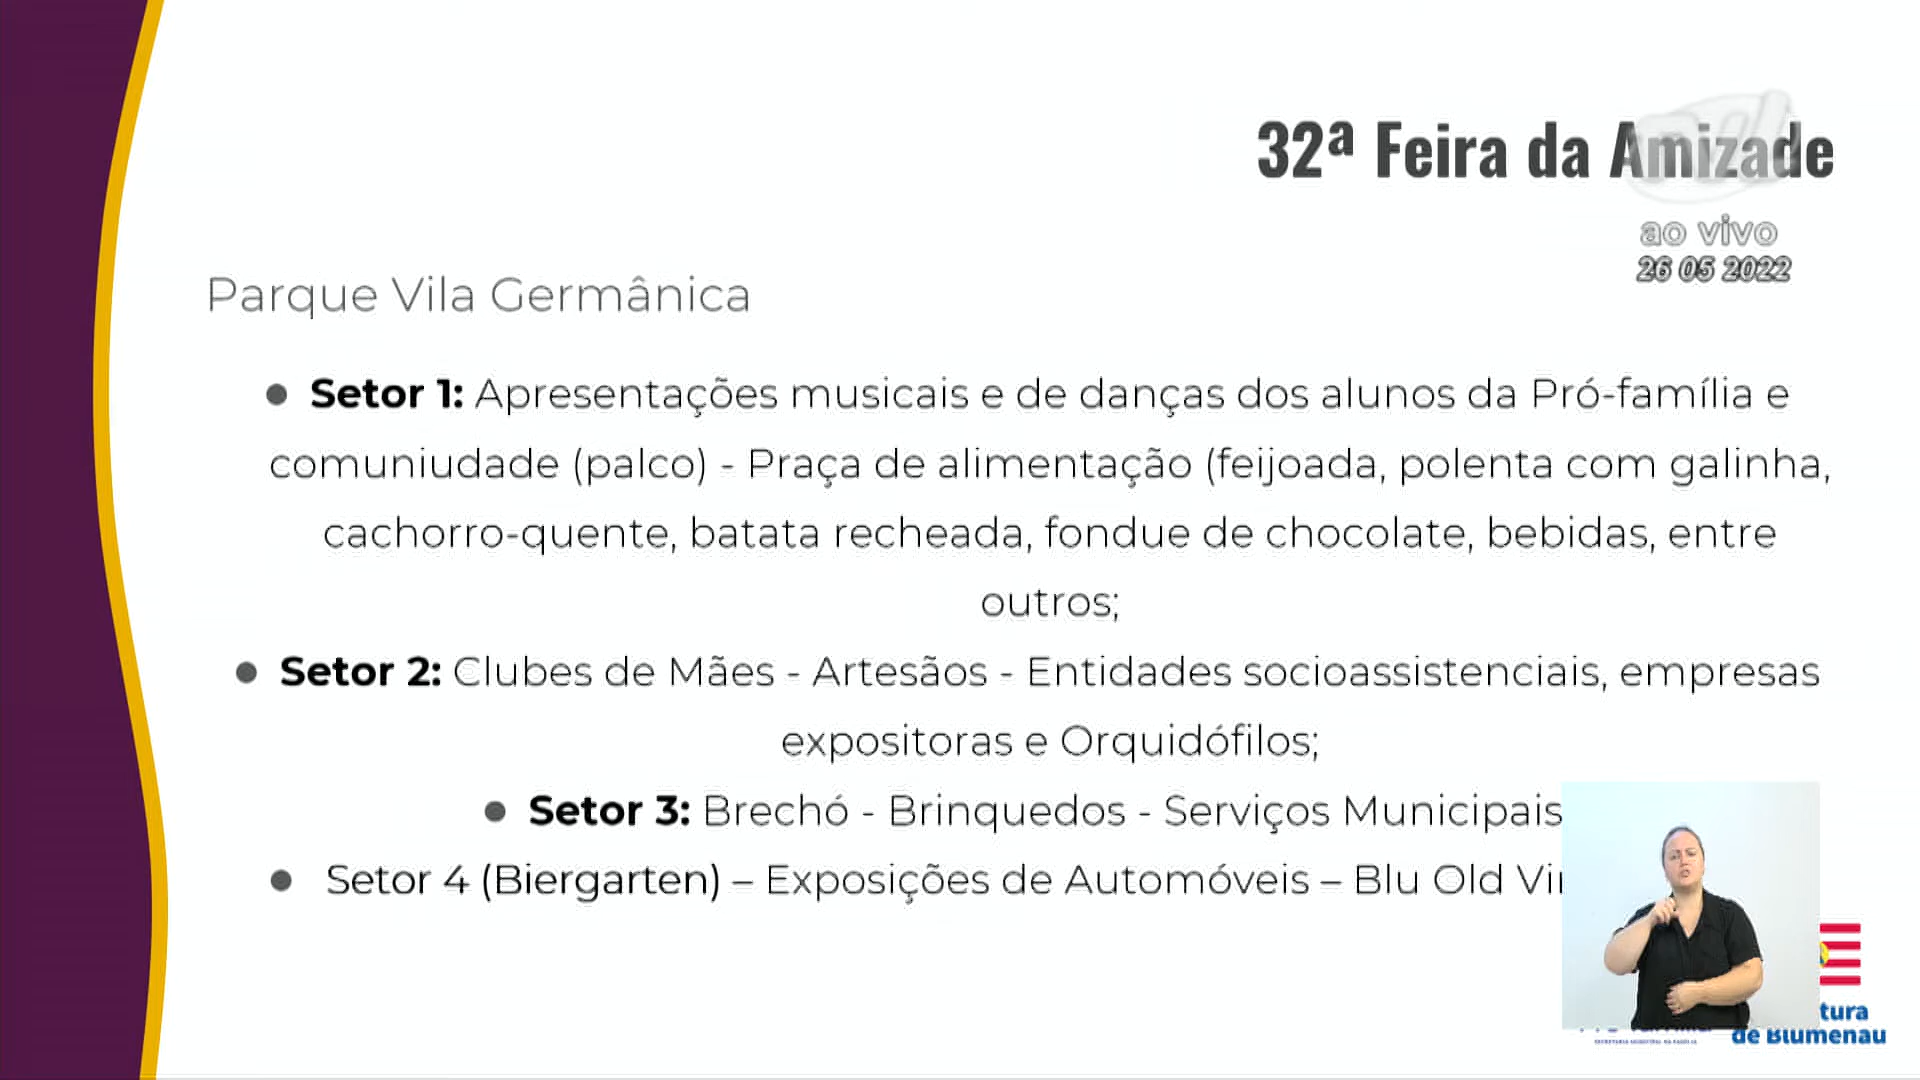 32ª Feira da Amizade
ao vivo
26 05 2022
Parque Vila Germânica
● Setor 1: Apresentações musicais e de danças dos alunos da Pró-família e
comuniudade (palco) - Praça de alimentação (feijoada, polenta com galinha,
cachorro-quente, batata recheada, fondue de chocolate, bebidas, entre
outros;
● Setor 2: Clubes de Mães - Artesãos - Entidades socioassistenciais, empresas
expositoras e Orquidófilos;
● Setor 3: Brechó - Brinquedos - Serviços Municipais
● Setor 4 (Biergarten) – Exposições de Automóveis – Blu Old
de Blumenau